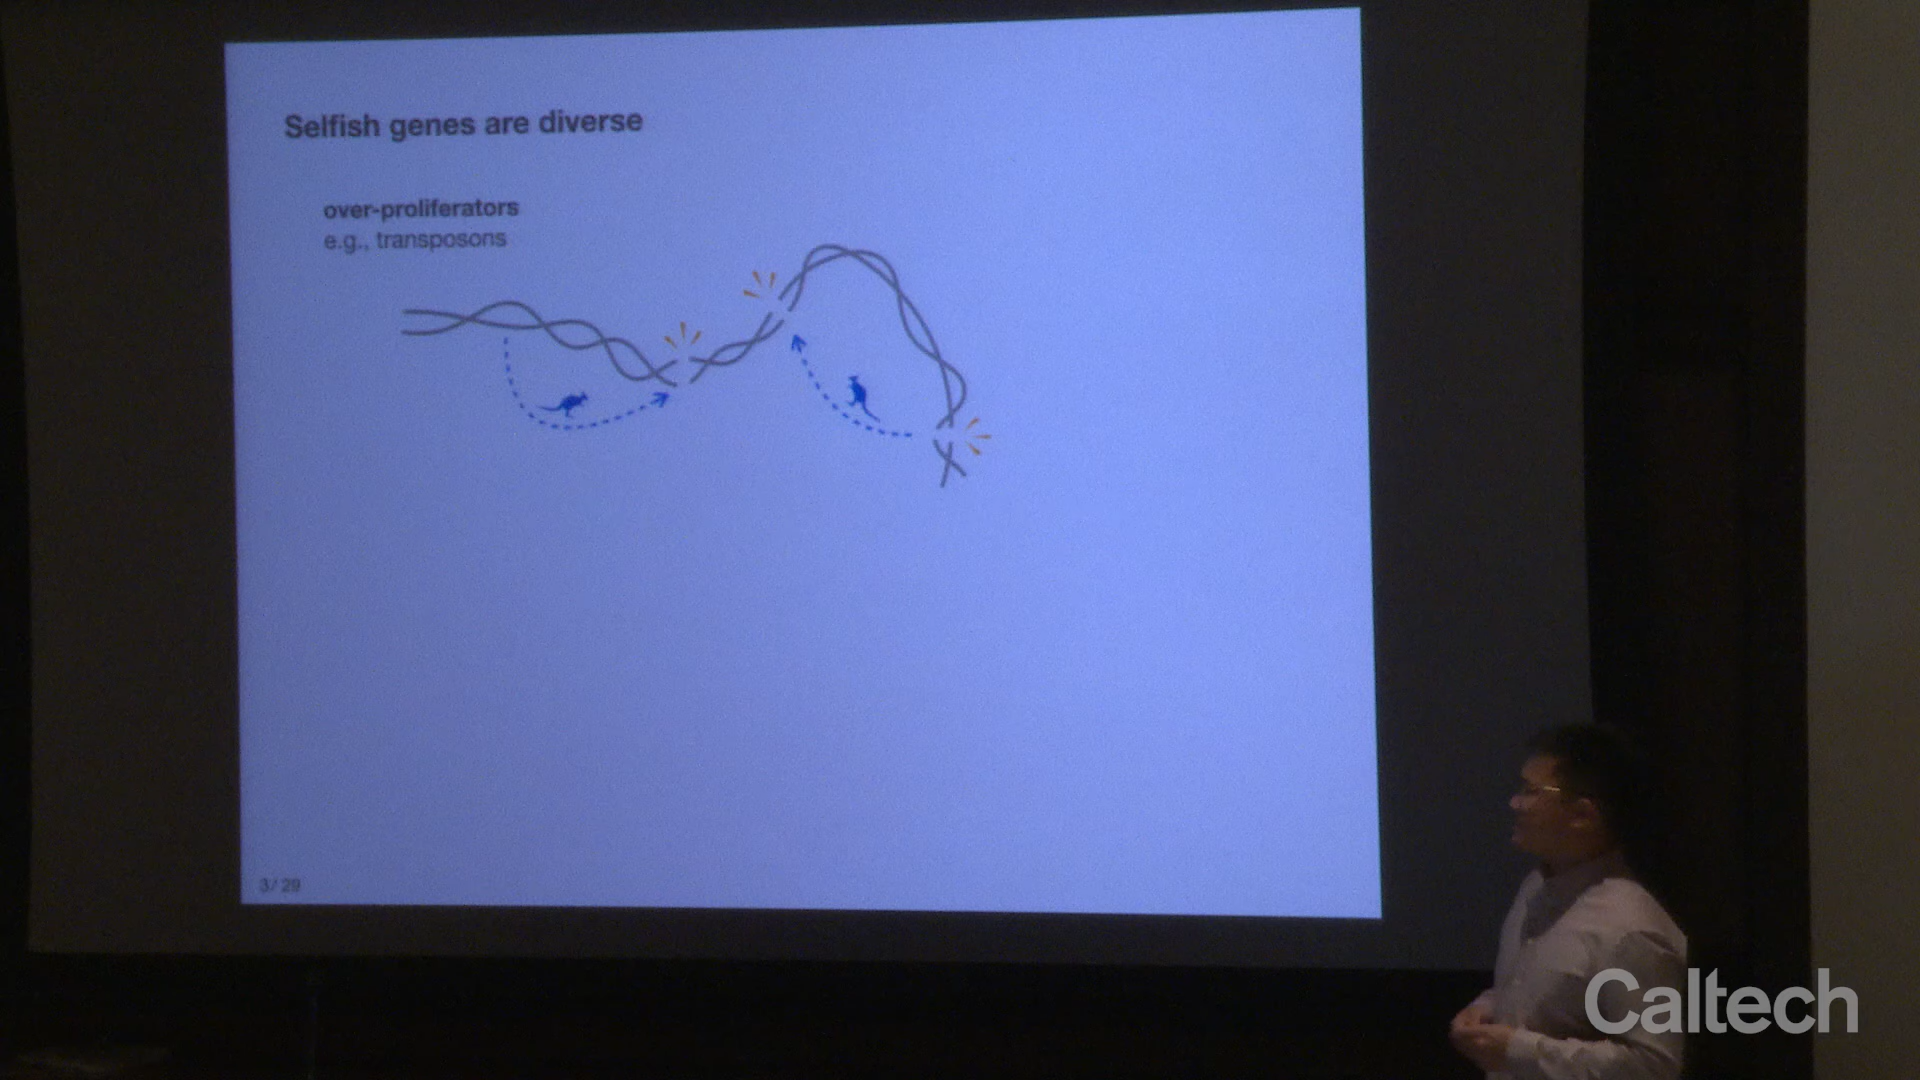 Selfish genes are diverse
over-proliferators
e.g., transposons
3 / 29
Caltech